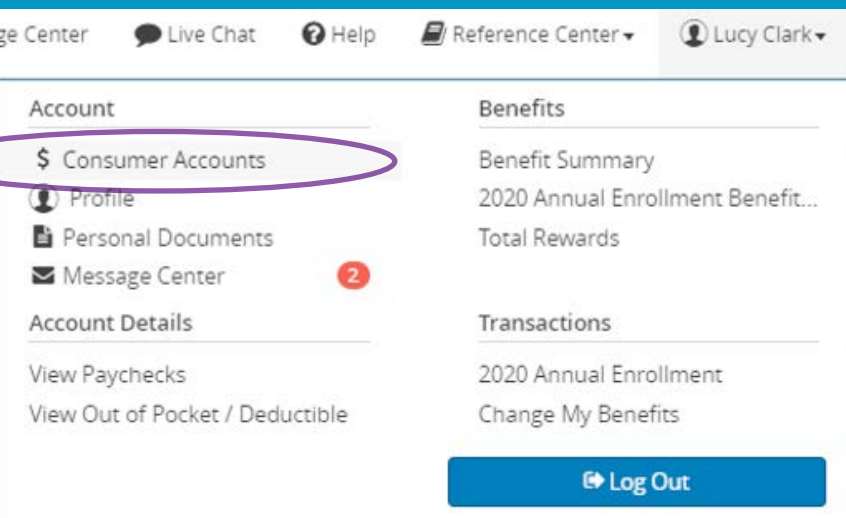 ge Center Live Chat Help Reference Center Lucy Clark
Account
$ Consumer Accounts
Profile
Personal Documents
Message Center 2
Account Details
View Paychecks
View Out of Pocket / Deductible
Benefits
Benefit Summary
2020 Annual Enrollment Benefit...
Total Rewards
Transactions
2020 Annual Enrollment
Change My Benefits
Log Out